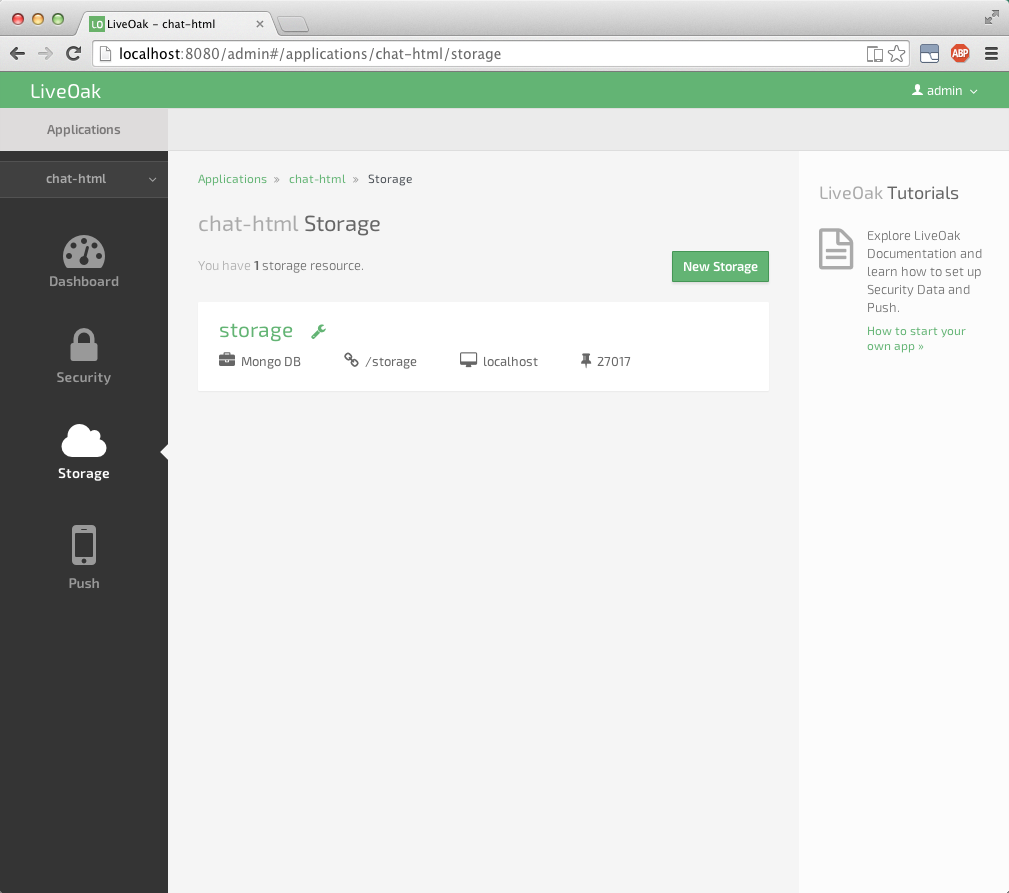 LO LiveOak - chat-html
localhost:8080/admin#/applications/chat-html/storage
ABP
LiveOak
admin
Applications
chat-html
Dashboard
Security
Storage
Push
Applications » chat-html » Storage
chat-html Storage
You have 1 storage resource.
New Storage
storage
Mongo DB /storage localhost 27017
LiveOak Tutorials
Explore LiveOak
Documentation and
learn how to set up
Security Data and
Push.
How to start your
own app »